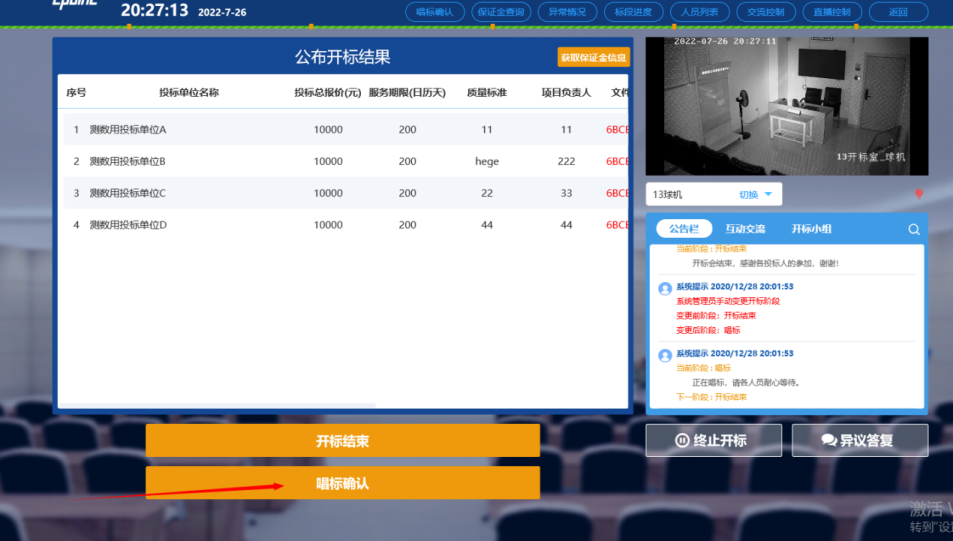 20:27:13 2022-7-26
唱标确认 保证金查询 异常情况 标段进度 人员列表 交流控制 直播控制 返回
公布开标结果
获取保证金信息
序号 投标单位名称 投标总报价(元) 服务期限(日历天) 质量标准 项目负责人 文件
1 测数用投标单位A 10000 200 11 11 6BCE
2 测数用投标单位B 10000 200 hege 222 6BCE
3 测数用投标单位C 10000 200 22 33 6BCE
4 测数用投标单位D 10000 200 44 44 6BCE
开标结束
唱标确认
2022-07-26 20:27:11
13开标室_球机
13球机 切换
公告栏 互动交流 开标小组
当前阶段：开标结束
开标会结束，感谢各投标人的参加，谢谢！
系统提示 2020/12/28 20:01:53
系统管理员手动变更开标阶段
变更前阶段：开标结束
变更后阶段：唱标
系统提示 2020/12/28 20:01:53
当前阶段：唱标
正在唱标，请各人员耐心等待。
下一阶段：开标结束
终止开标 异议答复
激活
转到"设